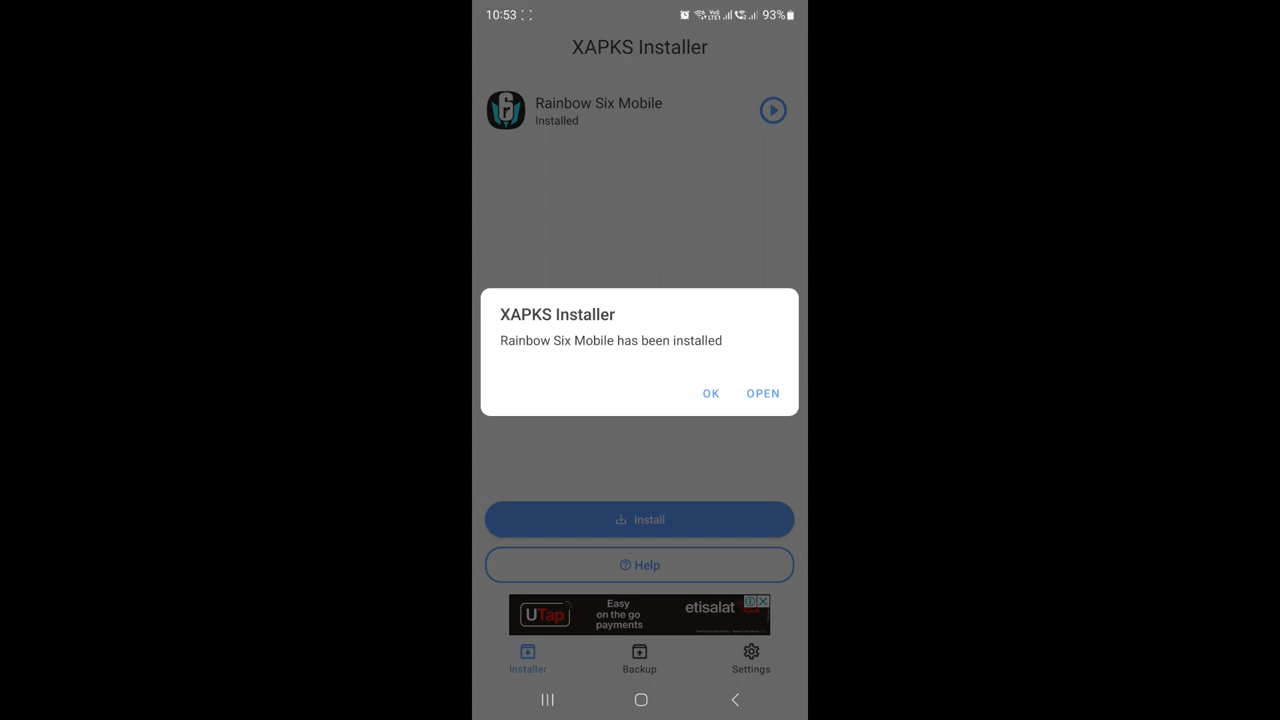 10:53
93%
XAPKS Installer
Rainbow Six Mobile
Installed
XAPKS Installer
Rainbow Six Mobile has been installed
OK OPEN
Install
Help
UTap
Easy
on the go
payments
etisalat
Installer Backup Settings